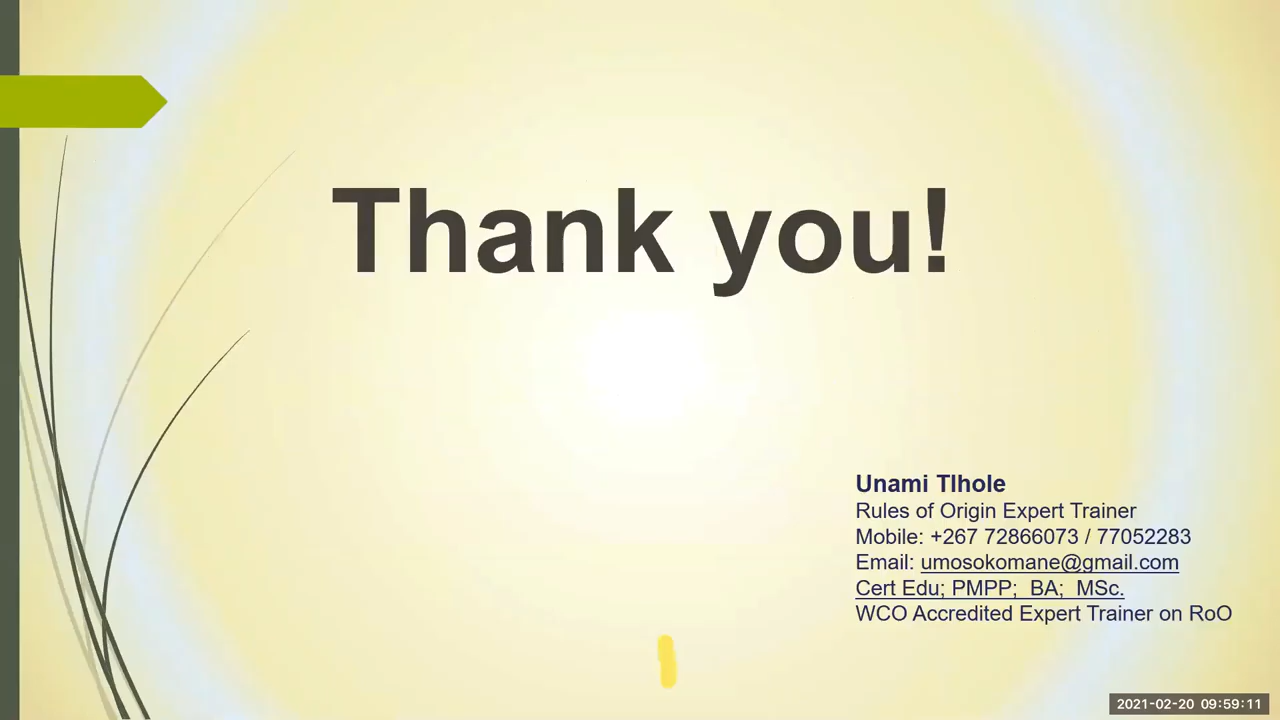 Thank you!
Unami Tlhole
Rules of Origin Expert Trainer
Mobile: +267 72866073 / 77052283
Email: umosokomane@gmail.com
Cert Edu; PMPP;  BA;  MSc.
WCO Accredited Expert Trainer on RoO
2021-02-20 09:59:11